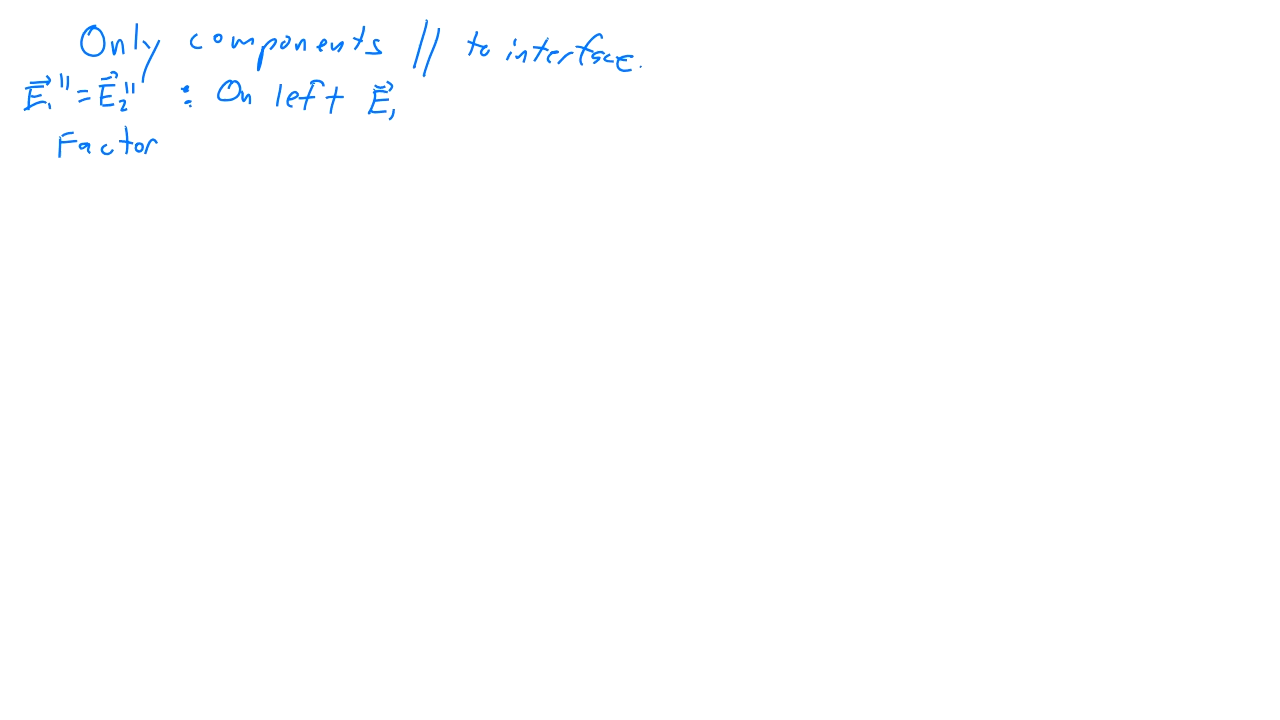 Only components // to interface.
E⃗₁" = E⃗₂" : On left E⃗₁
Factor